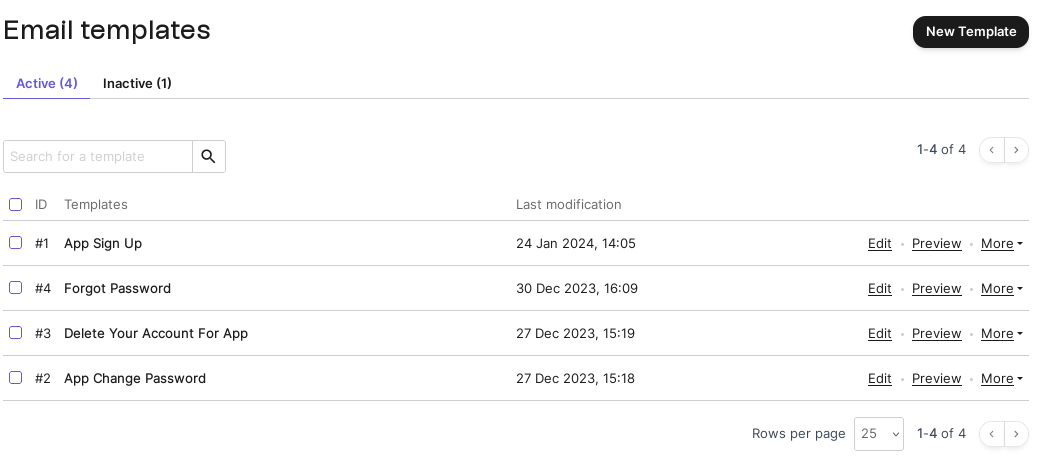 Email templates
New Template
Active (4)
Inactive (1)
Search for a template
1-4 of 4
ID Templates Last modification
#1 App Sign Up 24 Jan 2024, 14:05 Edit • Preview • More
#4 Forgot Password 30 Dec 2023, 16:09 Edit • Preview • More
#3 Delete Your Account For App 27 Dec 2023, 15:19 Edit • Preview • More
#2 App Change Password 27 Dec 2023, 15:18 Edit • Preview • More
Rows per page 25 1-4 of 4